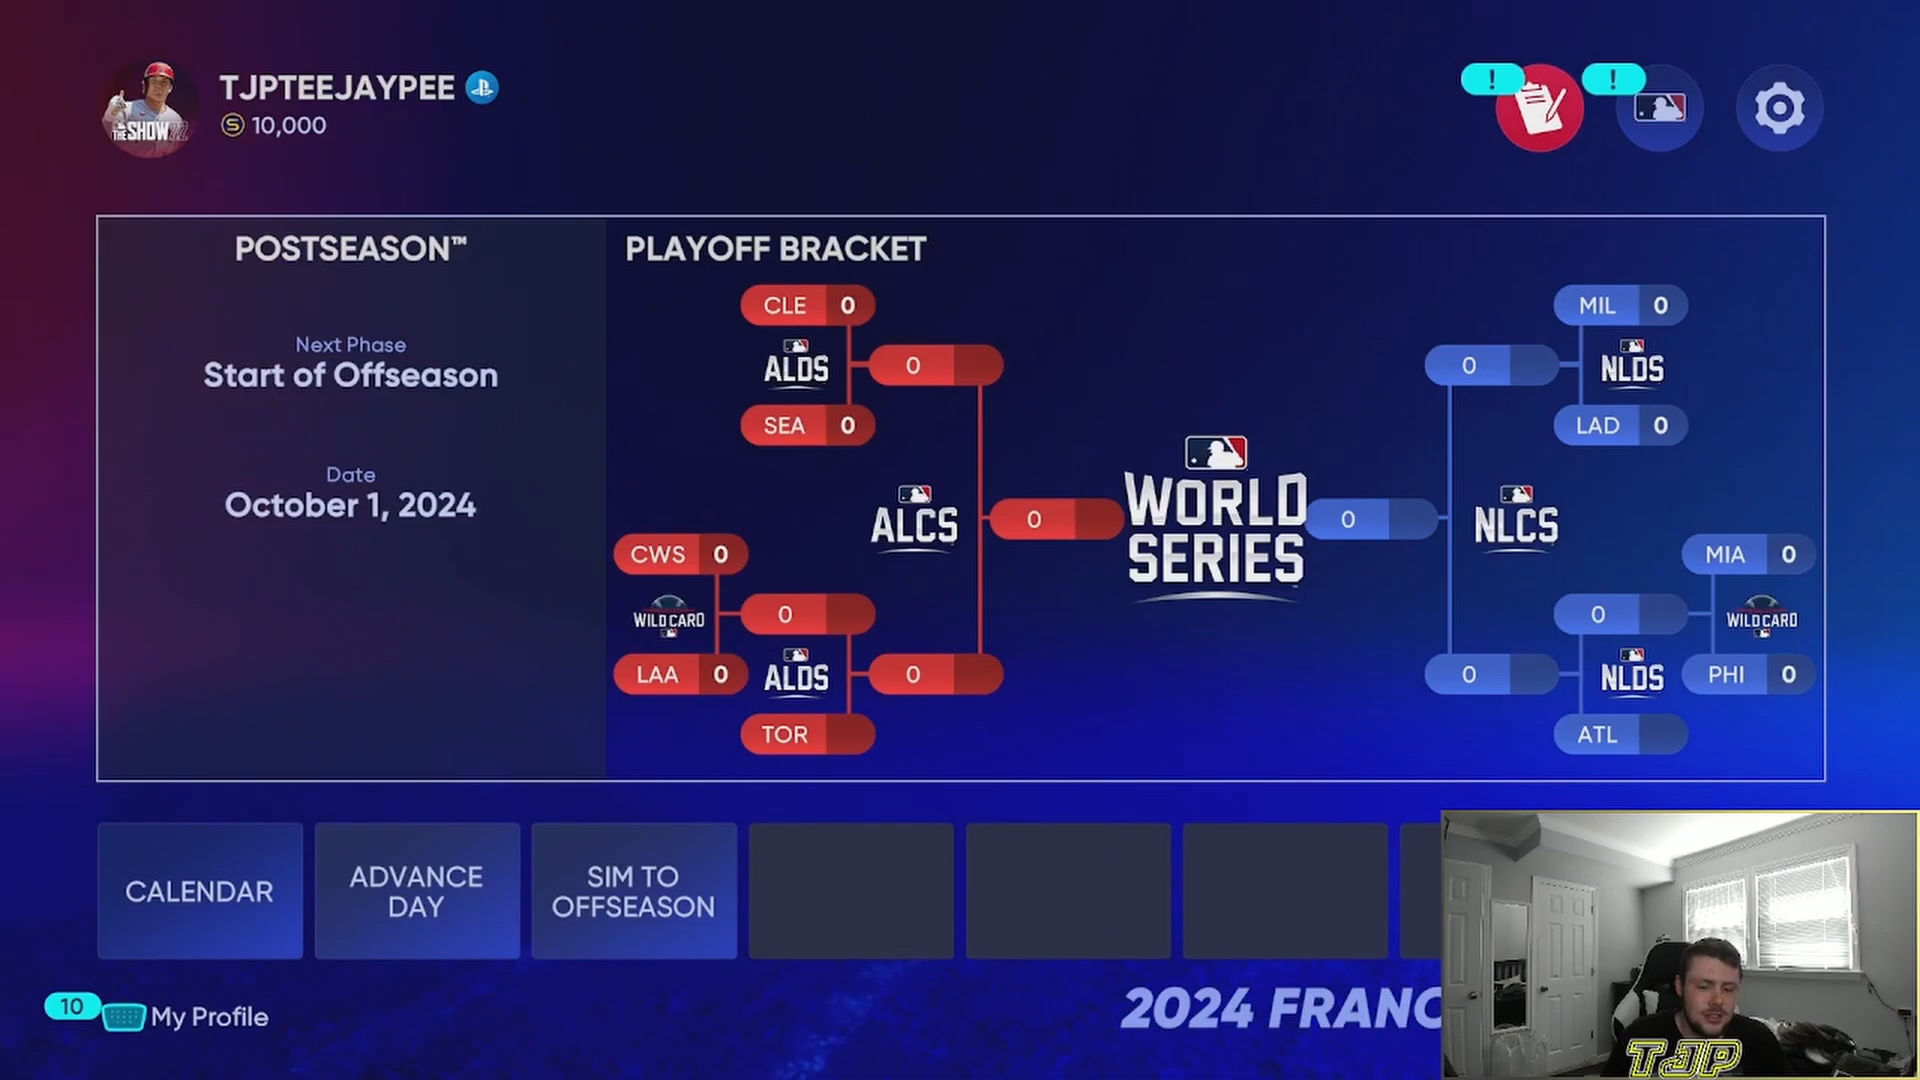 TJPTEEJAYPEE
10,000
THE SHOW 22
!
!
POSTSEASON™
Next Phase
Start of Offseason
Date
October 1, 2024
PLAYOFF BRACKET
CLE 0
ALDS
SEA 0
0
ALCS
CWS 0
WILD CARD
LAA 0
0
ALDS
TOR
0
0
WORLD
SERIES
0
MIL 0
NLDS
LAD 0
0
NLCS
MIA 0
WILD CARD
PHI 0
0
NLDS
ATL
0
CALENDAR
ADVANCE
DAY
SIM TO
OFFSEASON
10
My Profile
2024 FRANC
TJP